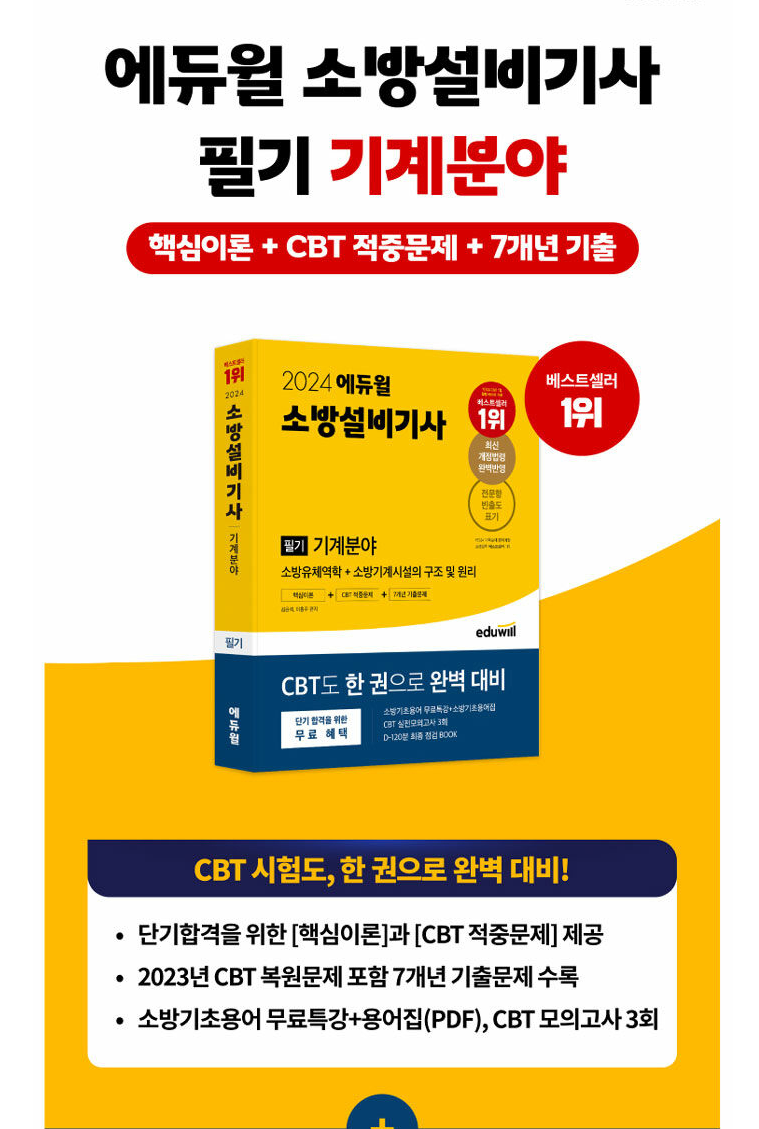 에듀윌 소방설비기사
필기 기계분야
핵심이론 + CBT 적중문제 + 7개년 기출
베스트셀러
1위
베스트셀러
1위
2024
소방설비기사
기계분야
필기
에듀윌
2024 에듀윌
소방설비기사
베스트셀러
1위
최신
개정법령
완벽반영
전문항
빈출도
표기
필기 기계분야
소방유체역학 + 소방기계시설의 구조 및 원리
핵심이론 + CBT 적중문제 + 7개년 기출문제
eduwill
CBT도 한 권으로 완벽 대비
단기 합격을 위한
무료 혜택
소방기초용어 무료특강+소방기초용어집
CBT 실전모의고사 3회
D-120분 최종 점검 BOOK
CBT 시험도, 한 권으로 완벽 대비!
• 단기합격을 위한 [핵심이론]과 [CBT 적중문제] 제공
• 2023년 CBT 복원문제 포함 7개년 기출문제 수록
• 소방기초용어 무료특강+용어집(PDF), CBT 모의고사 3회
+